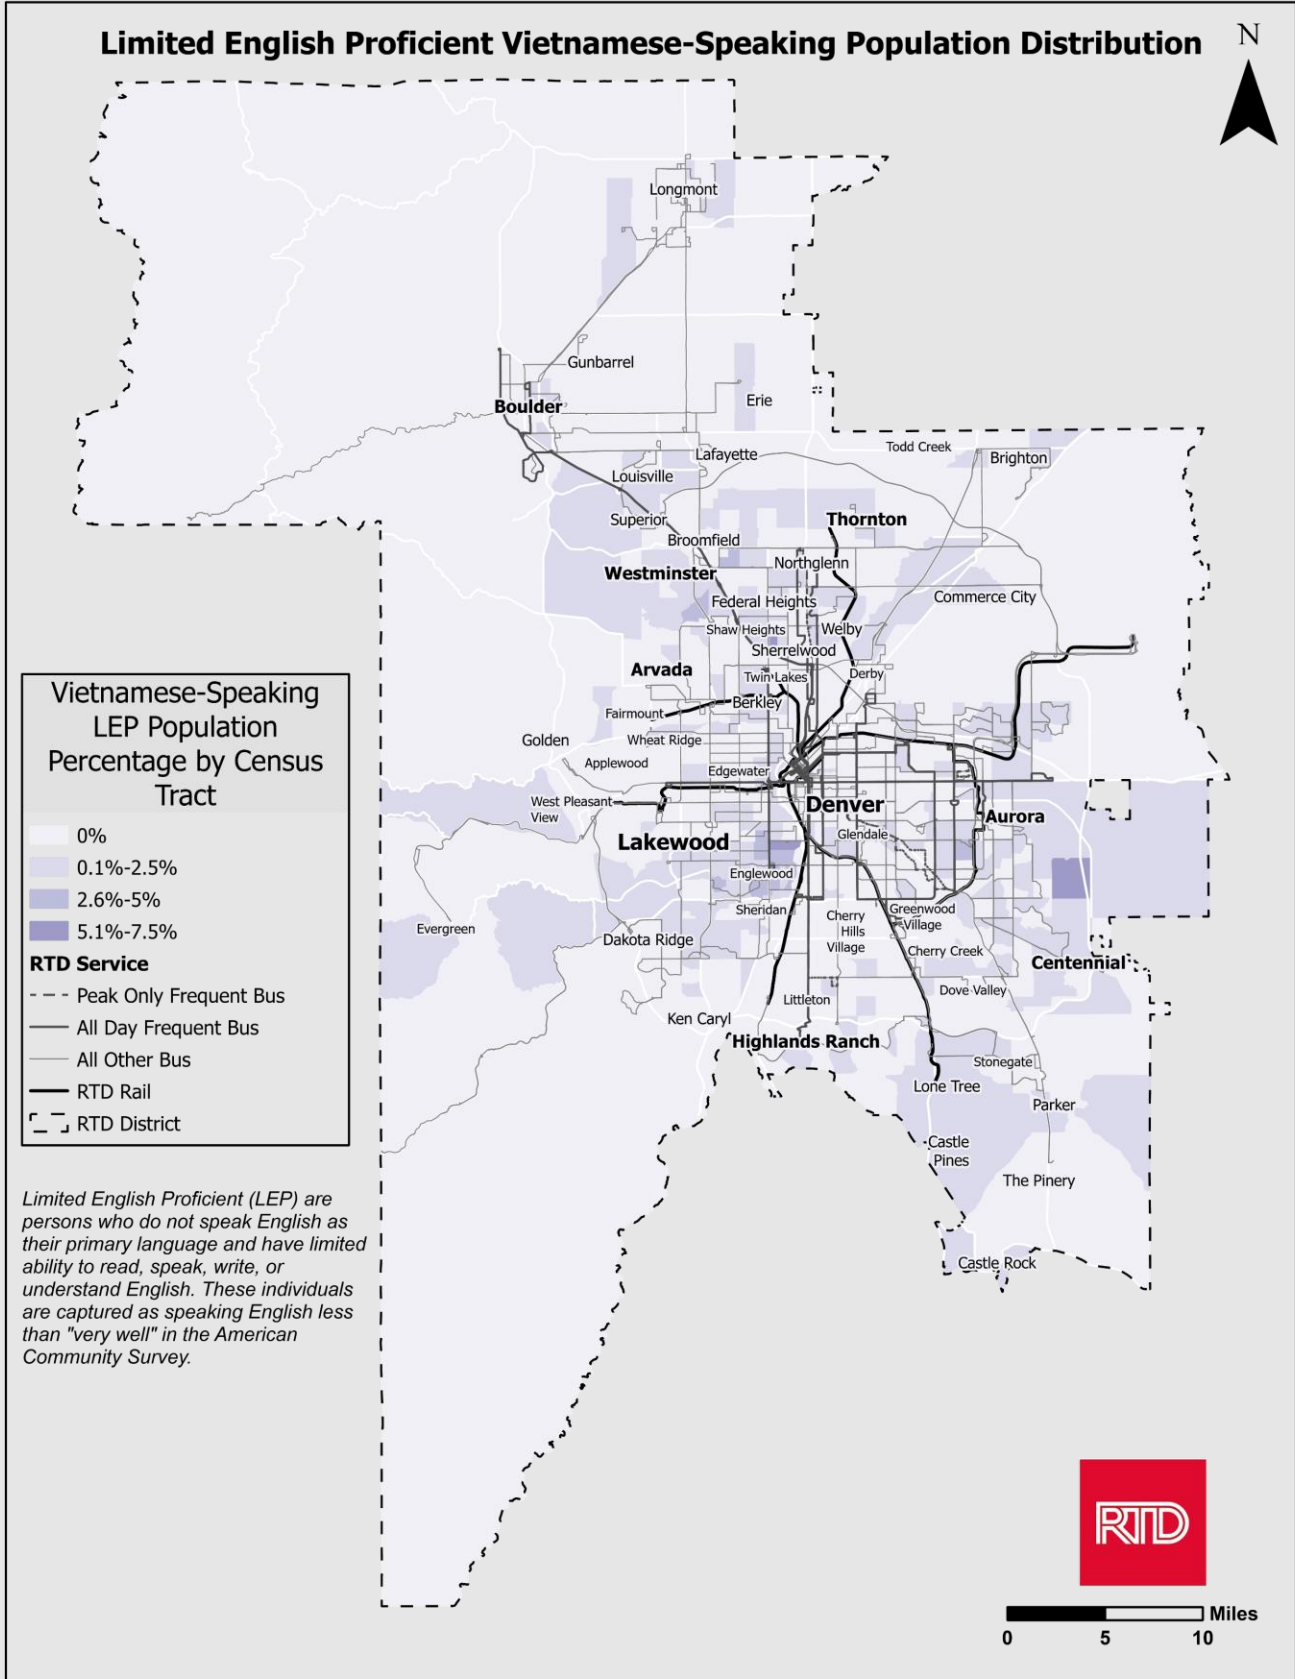 Limited English Proficient Vietnamese-Speaking Population Distribution
N
Longmont
Gunbarrel
Boulder
Erie
Lafayette
Todd Creek
Brighton
Louisville
Superior
Thornton
Broomfield
Westminster
Northglenn
Federal Heights
Commerce City
Shaw Heights
Welby
Sherrelwood
Arvada
Twin Lakes
Derby
Berkley
Fairmount
Golden
Wheat Ridge
Applewood
Edgewater
West Pleasant
View
Denver
Aurora
Lakewood
Glendale
Englewood
Sheridan
Greenwood
Village
Cherry
Hills
Village
Evergreen
Dakota Ridge
Cherry Creek
Centennial
Dove Valley
Littleton
Ken Caryl
Highlands Ranch
Stonegate
Lone Tree
Parker
Castle
Pines
The Pinery
Castle Rock
Vietnamese-Speaking
LEP Population
Percentage by Census
Tract
0%
0.1%-2.5%
2.6%-5%
5.1%-7.5%
RTD Service
Peak Only Frequent Bus
All Day Frequent Bus
All Other Bus
RTD Rail
RTD District
Limited English Proficient (LEP) are
persons who do not speak English as
their primary language and have limited
ability to read, speak, write, or
understand English. These individuals
are captured as speaking English less
than "very well" in the American
Community Survey.
RTD
Miles
0 5 10